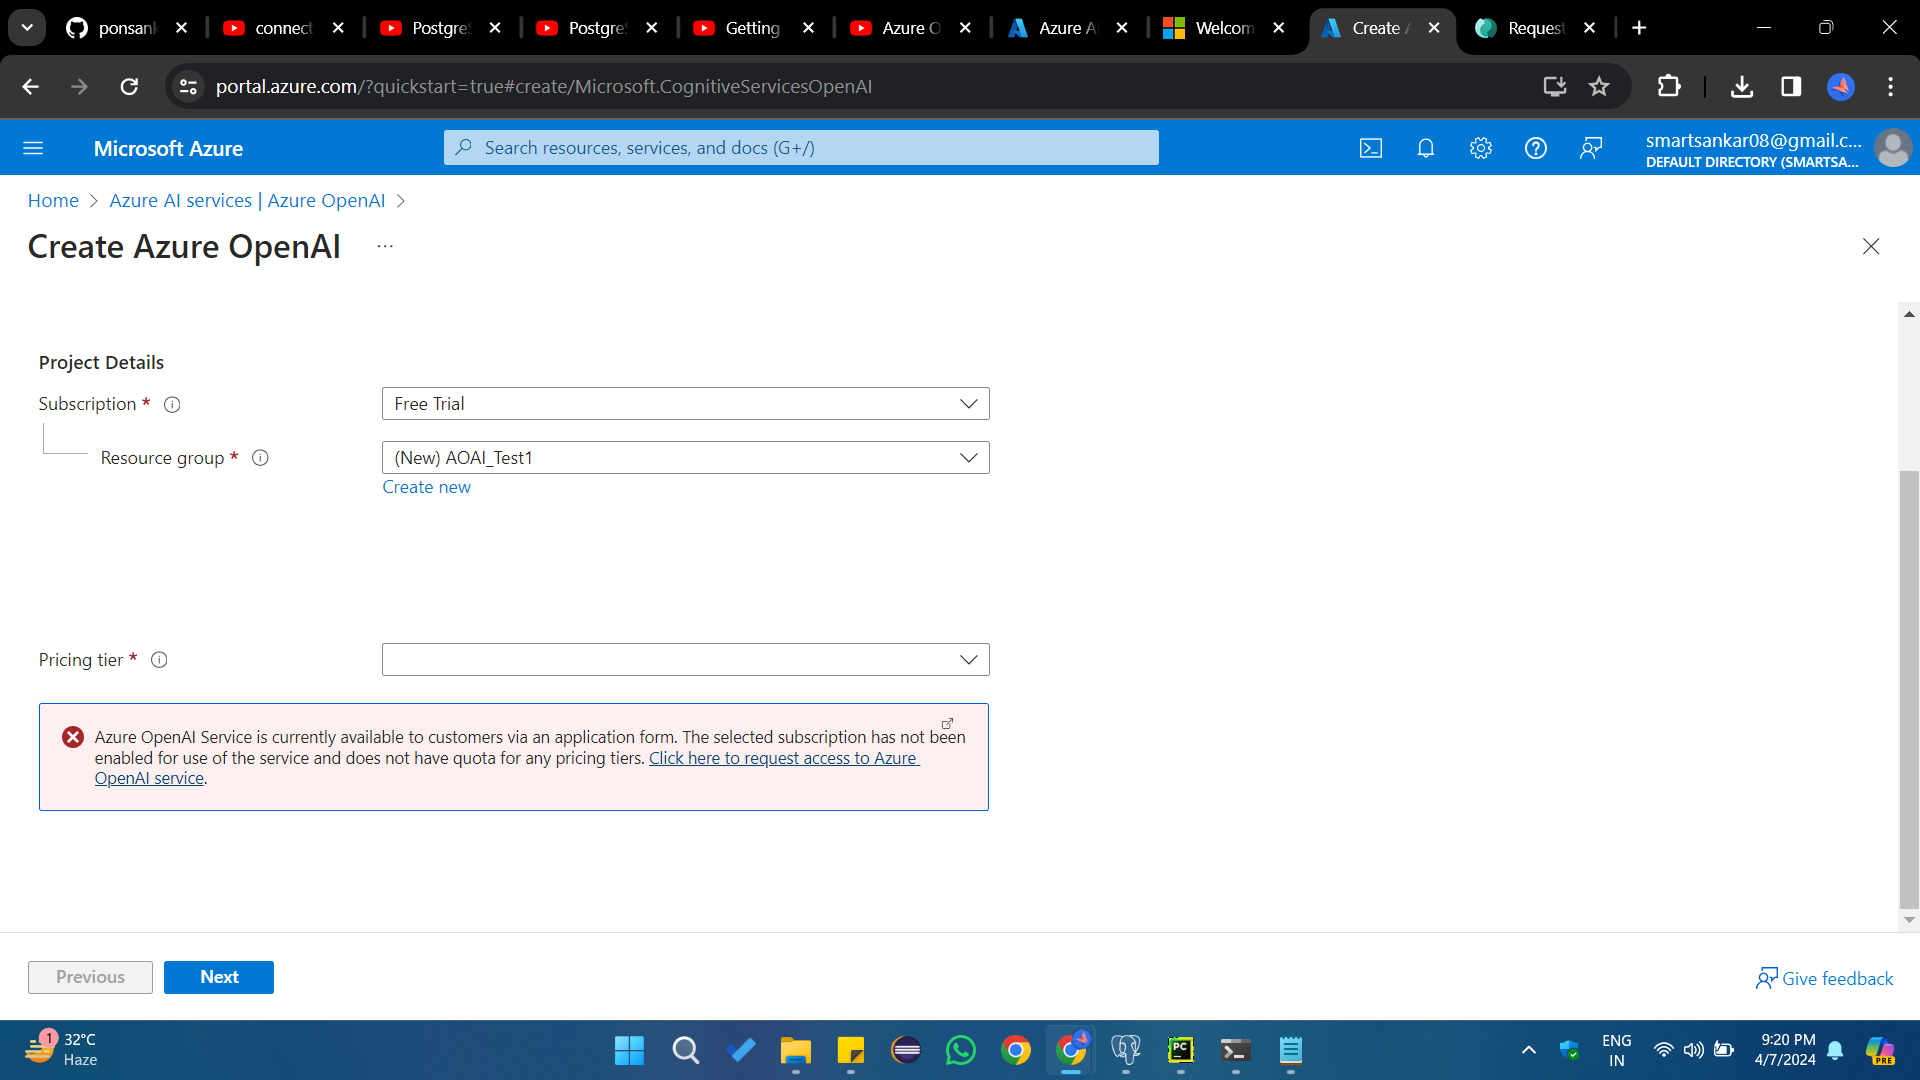 ponsank
connect
Postgre
Postgre
Getting
Azure O
Azure A
Welcom
Create A
Request
portal.azure.com/?quickstart=true#create/Microsoft.CognitiveServicesOpenAI
Microsoft Azure
Search resources, services, and docs (G+/)
smartsankar08@gmail.c...
DEFAULT DIRECTORY (SMARTSA...
Home > Azure AI services | Azure OpenAI >
Create Azure OpenAI ...
Project Details
Subscription *
Free Trial
Resource group *
(New) AOAI_Test1
Create new
Pricing tier *
Azure OpenAI Service is currently available to customers via an application form. The selected subscription has not been
enabled for use of the service and does not have quota for any pricing tiers. Click here to request access to Azure
OpenAI service.
Previous
Next
Give feedback
1
32°C
Haze
PC
PRE
ENG
IN
9:20 PM
4/7/2024